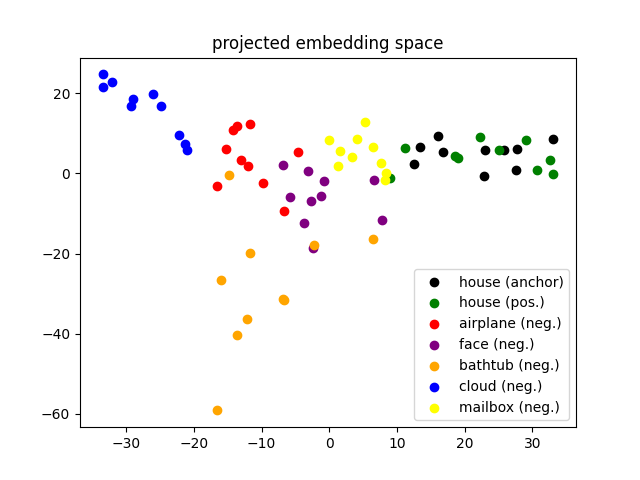 projected embedding space
20
0
−20
−40
−60
−30
−20
−10
0
10
20
30
house (anchor)
house (pos.)
airplane (neg.)
face (neg.)
bathtub (neg.)
cloud (neg.)
mailbox (neg.)